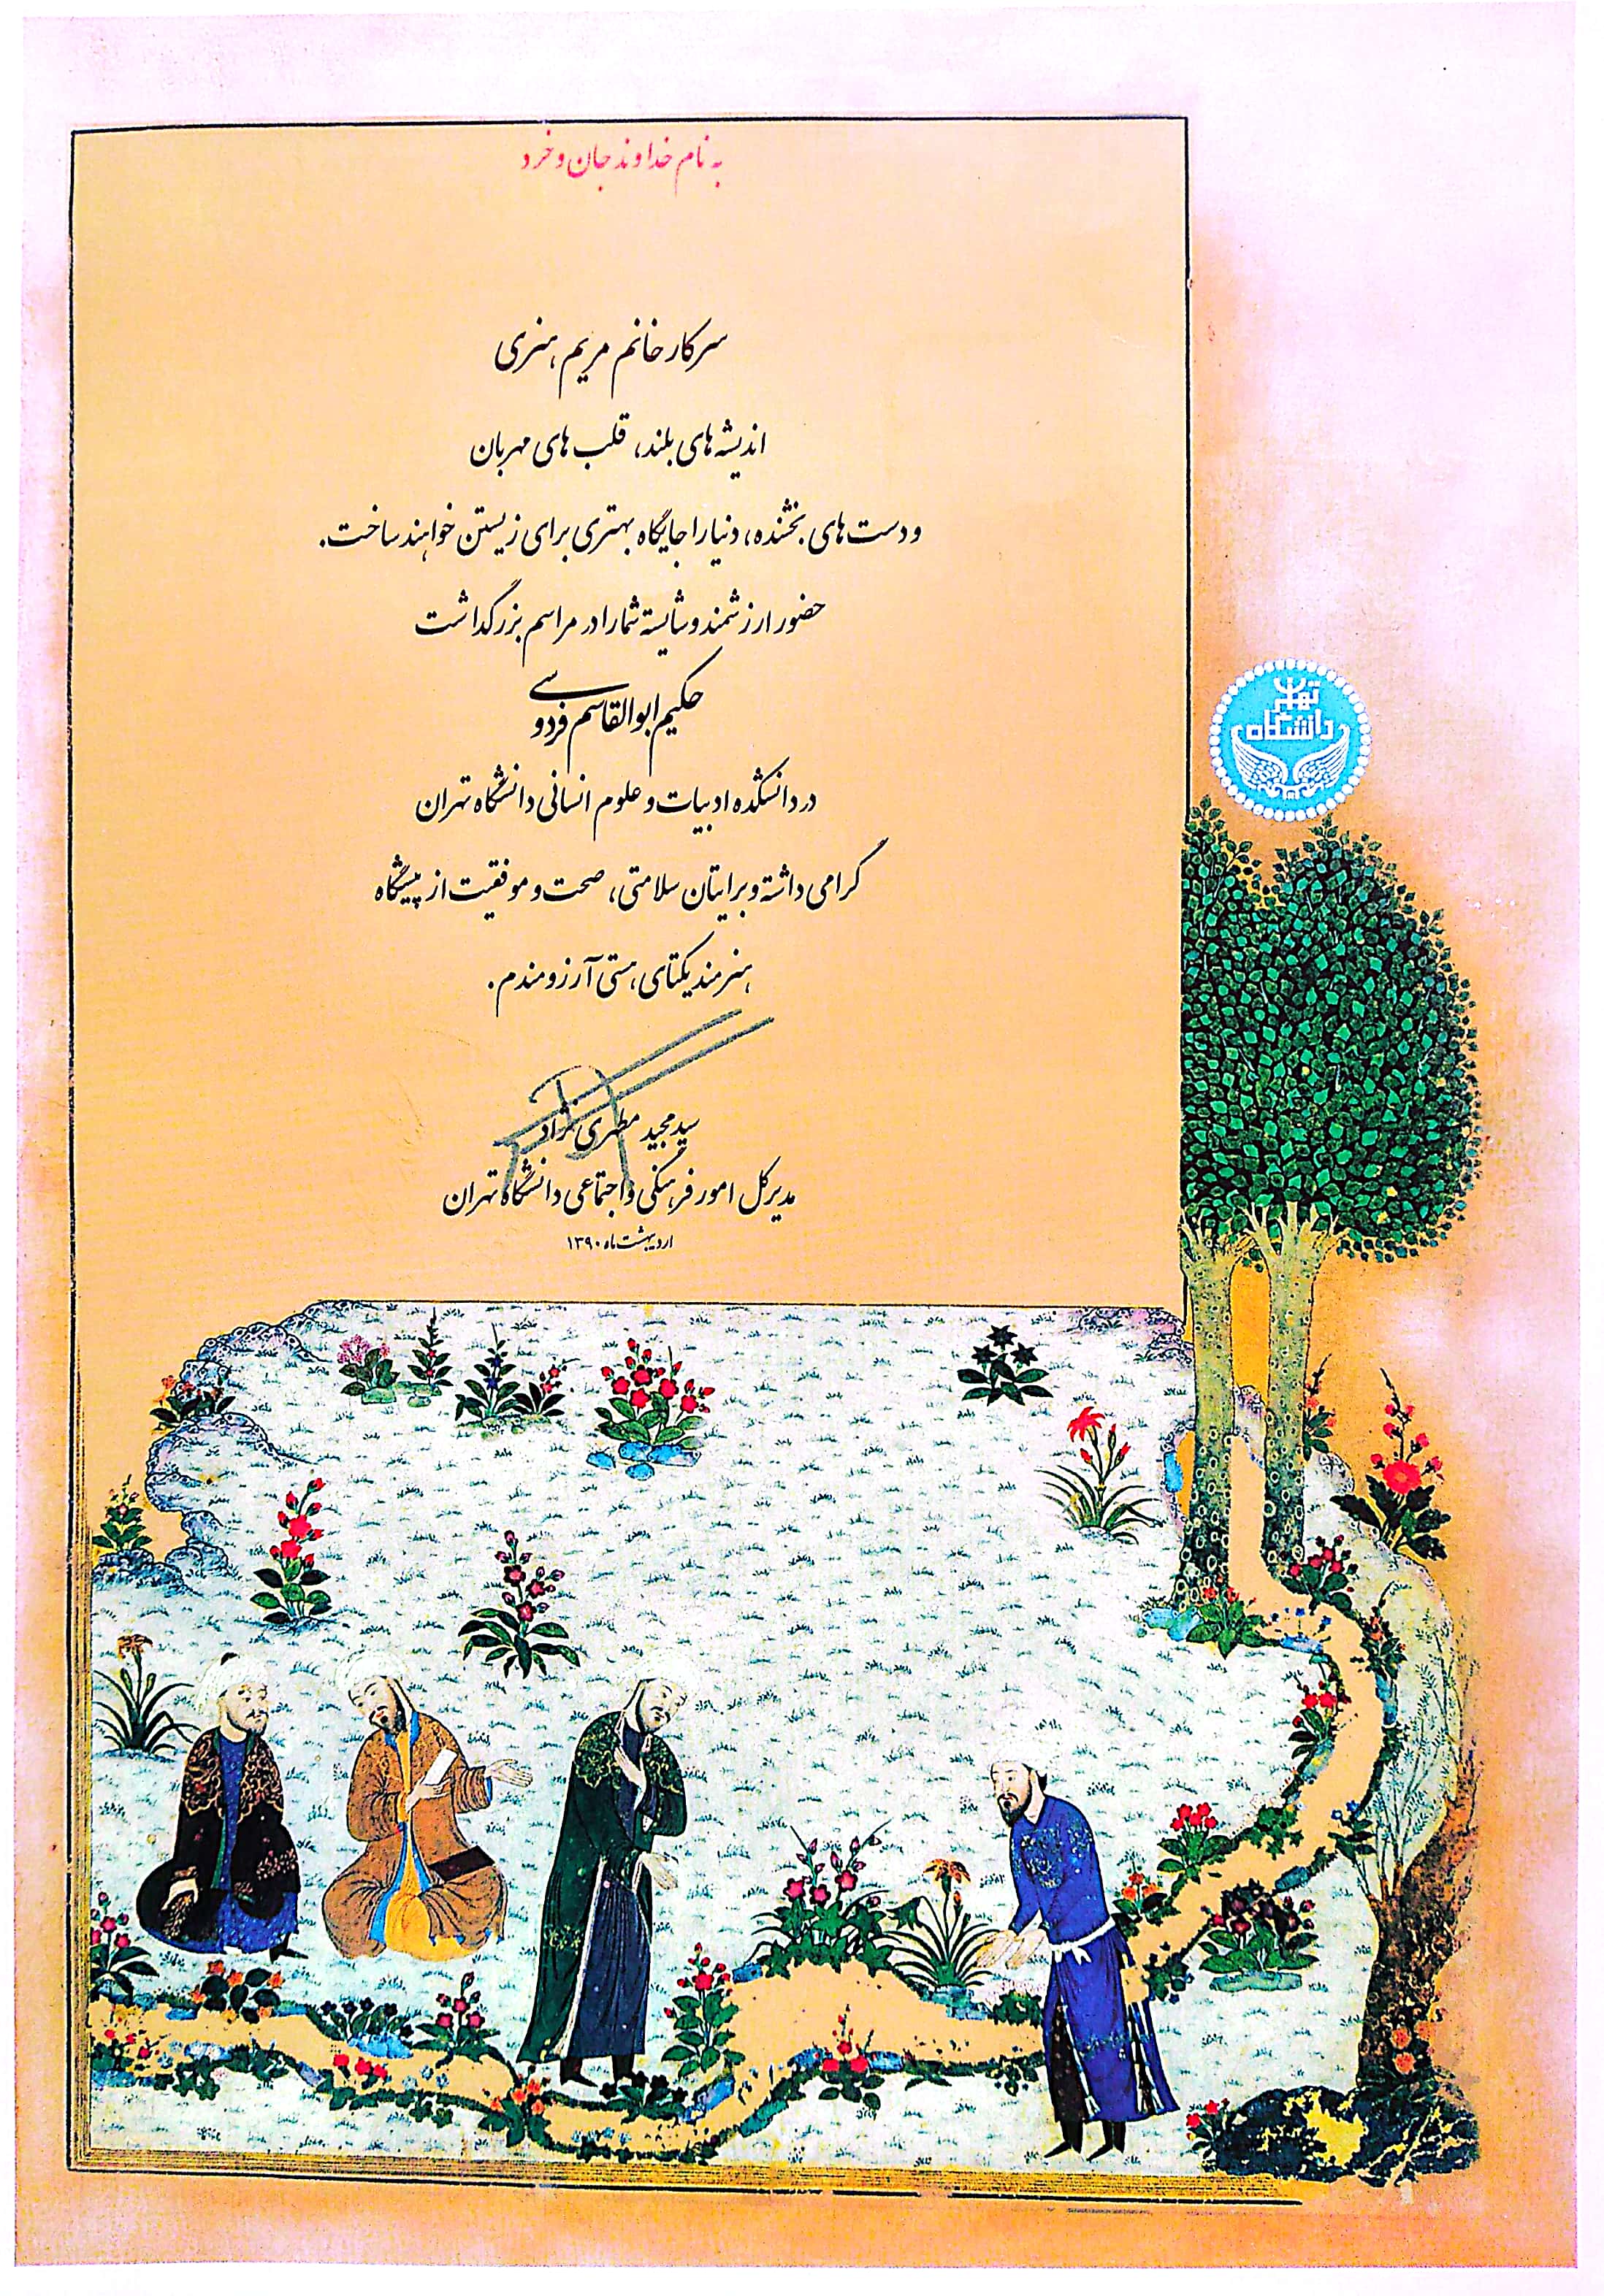 به نام خداوند جان و خرد
سرکار خانم مریم هنری
اندیشه های بلند، قلب های مهربان
و دست های بخشنده، دنیا را جایگاه بهتری برای زیستن خواهند ساخت.
حضور ارزشمند و شایسته شما را در مراسم بزرگداشت
حکیم ابوالقاسم فردوسی
در دانشکده ادبیات و علوم انسانی دانشگاه تهران
گرامی داشته و برایتان سلامتی، صحت و موفقیت از پیشگاه
هنرمند یکتای هستی آرزومندم.
سید مجید مطهری نژاد
مدیرکل امور فرهنگی و اجتماعی دانشگاه تهران
اردیبهشت ماه ۱۳۹۰
تهران
دانشگاه